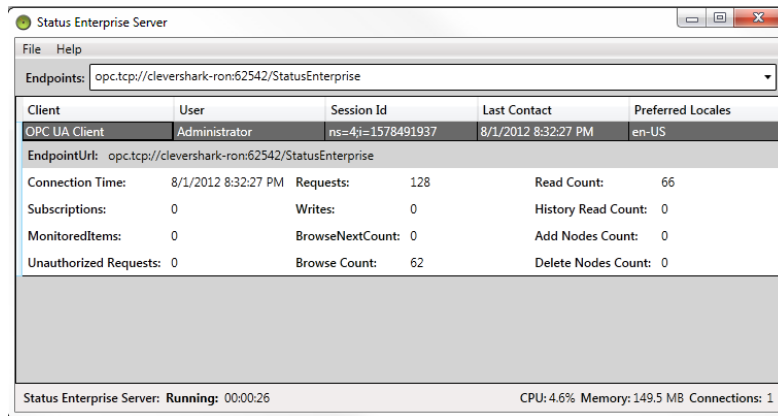 Status Enterprise Server
File Help
Endpoints: opc.tcp://clevershark-ron:62542/StatusEnterprise
Client User Session Id Last Contact Preferred Locales
OPC UA Client Administrator ns=4;i=1578491937 8/1/2012 8:32:27 PM en-US
EndpointUrl: opc.tcp://clevershark-ron:62542/StatusEnterprise
Connection Time: 8/1/2012 8:32:27 PM Requests: 128 Read Count: 66
Subscriptions: 0 Writes: 0 History Read Count: 0
MonitoredItems: 0 BrowseNextCount: 0 Add Nodes Count: 0
Unauthorized Requests: 0 Browse Count: 62 Delete Nodes Count: 0
Status Enterprise Server: Running: 00:00:26 CPU: 4.6% Memory: 149.5 MB Connections: 1